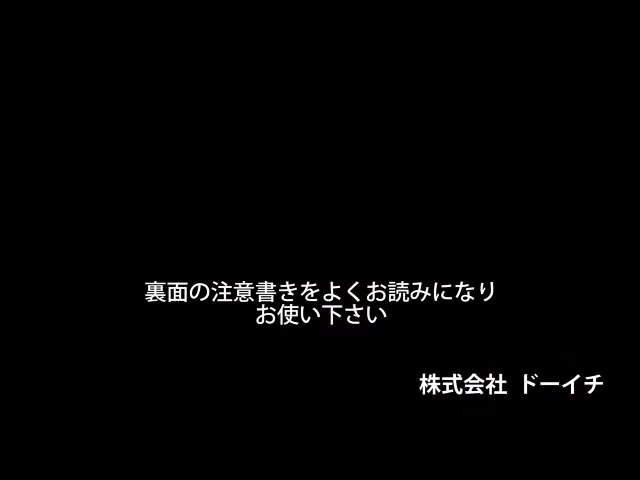 裏面の注意書きをよくお読みになり
お使い下さい
株式会社 ドーイチ